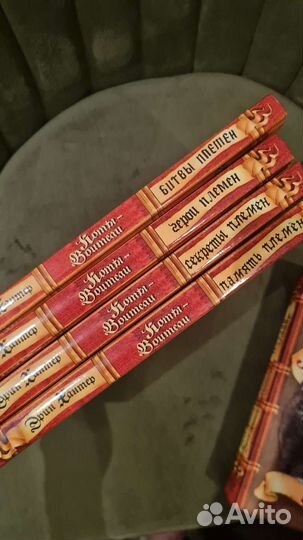 Хантер
Коты-
Воители
БИТВЫ ПЛЕМЕН
Хантер
Коты-
Воители
ГЕРОИ ПЛЕМЕН
Эрин Хантер
Коты-
Воители
СЕКРЕТЫ ПЛЕМЕН
Эрин Хантер
Коты-
Воители
ПАМЯТЬ ПЛЕМЕН
Avito